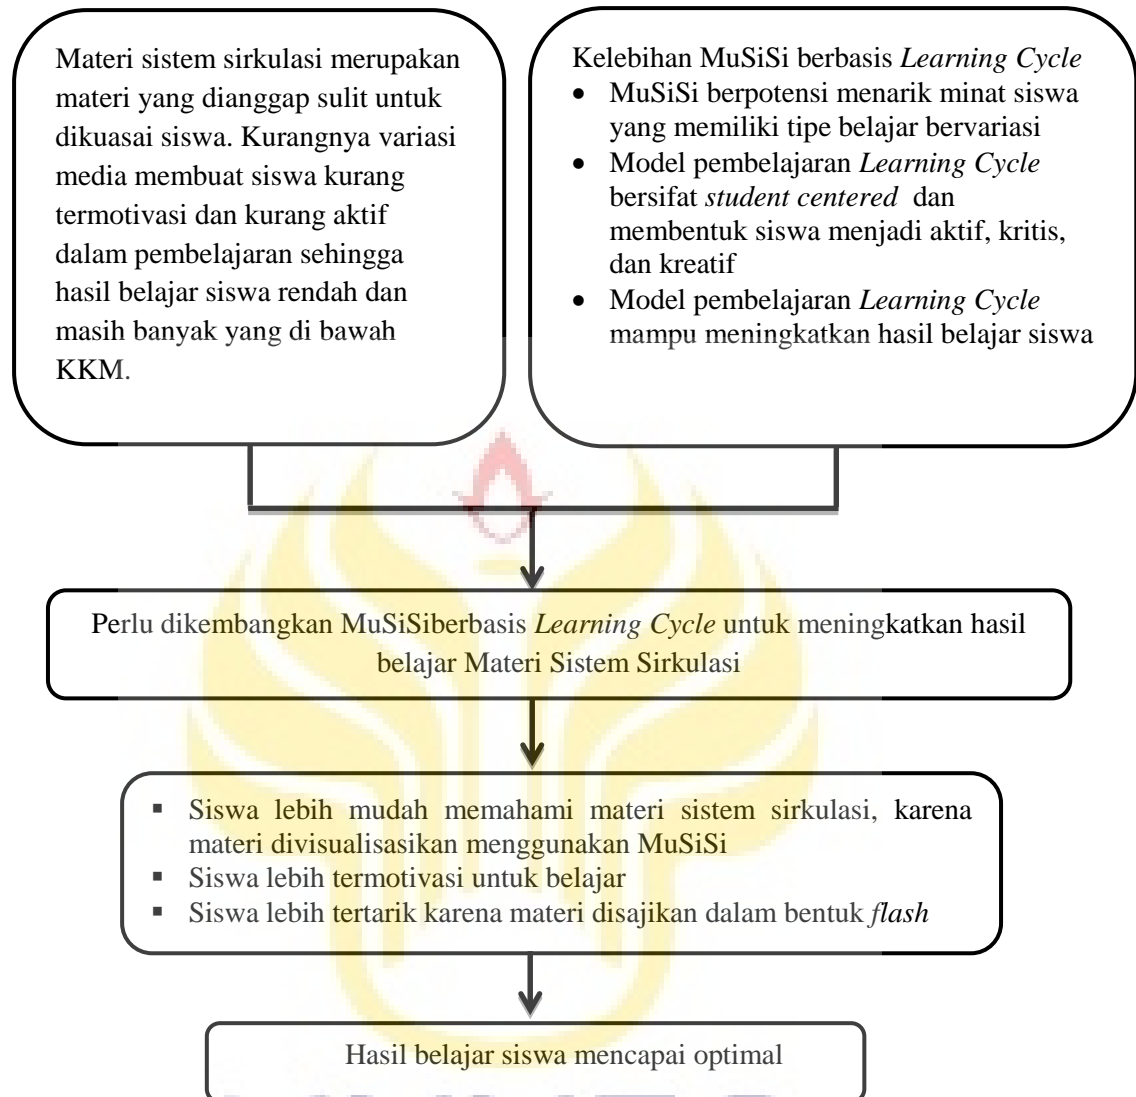 Materi sistem sirkulasi merupakan
materi yang dianggap sulit untuk
dikuasai siswa. Kurangnya variasi
media membuat siswa kurang
termotivasi dan kurang aktif
dalam pembelajaran sehingga
hasil belajar siswa rendah dan
masih banyak yang di bawah
KKM.
Kelebihan MuSiSi berbasis Learning Cycle
• MuSiSi berpotensi menarik minat siswa
yang memiliki tipe belajar bervariasi
• Model pembelajaran Learning Cycle
bersifat student centered dan
membentuk siswa menjadi aktif, kritis,
dan kreatif
• Model pembelajaran Learning Cycle
mampu meningkatkan hasil belajar siswa
Perlu dikembangkan MuSiSiberbasis Learning Cycle untuk meningkatkan hasil
belajar Materi Sistem Sirkulasi
▪ Siswa lebih mudah memahami materi sistem sirkulasi, karena
materi divisualisasikan menggunakan MuSiSi
▪ Siswa lebih termotivasi untuk belajar
▪ Siswa lebih tertarik karena materi disajikan dalam bentuk flash
Hasil belajar siswa mencapai optimal